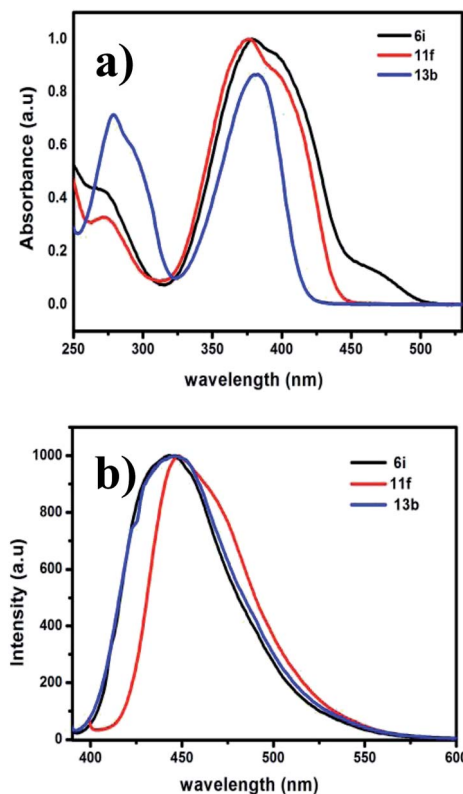 a)
6i
11f
13b
Absorbance (a.u)
1.0
0.8
0.6
0.4
0.2
0.0
250 300 350 400 450 500
wavelength (nm)
b)
6i
11f
13b
Intensity (a.u)
1000
800
600
400
200
0
400 450 500 550 600
wavelength (nm)